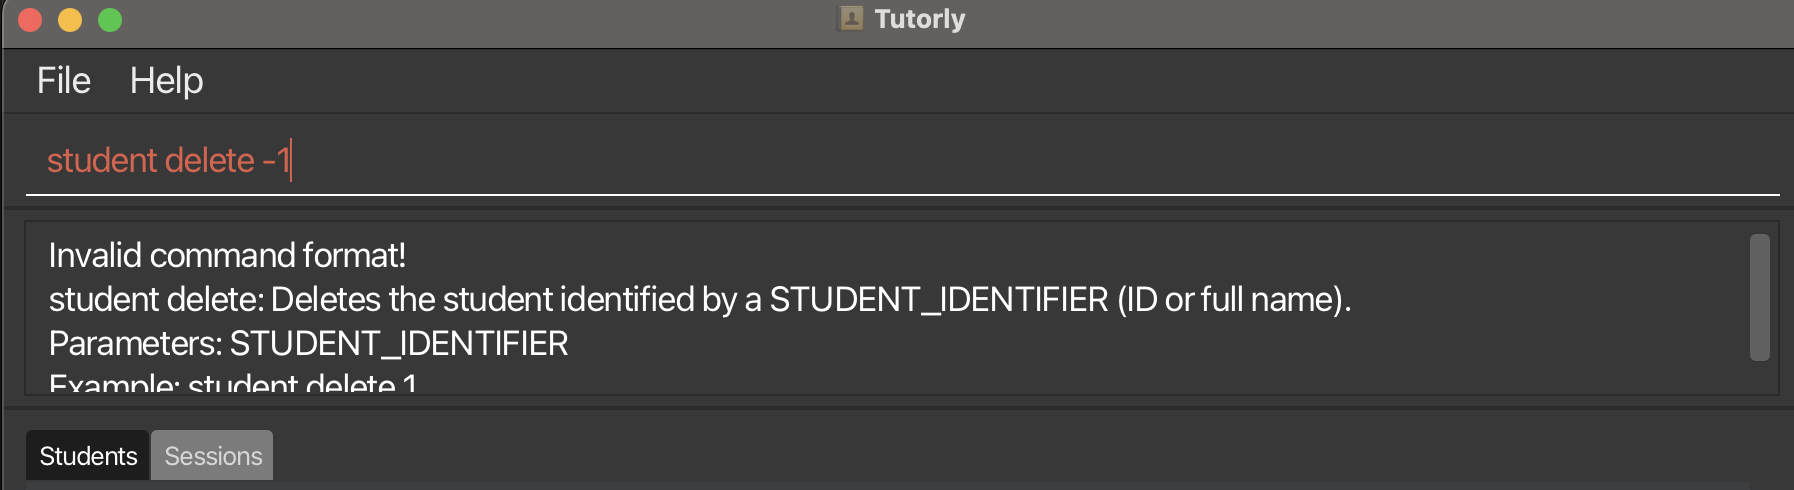 Tutorly
File Help
student delete -1
Invalid command format!
student delete: Deletes the student identified by a STUDENT_IDENTIFIER (ID or full name).
Parameters: STUDENT_IDENTIFIER
Example: student delete 1
Students Sessions